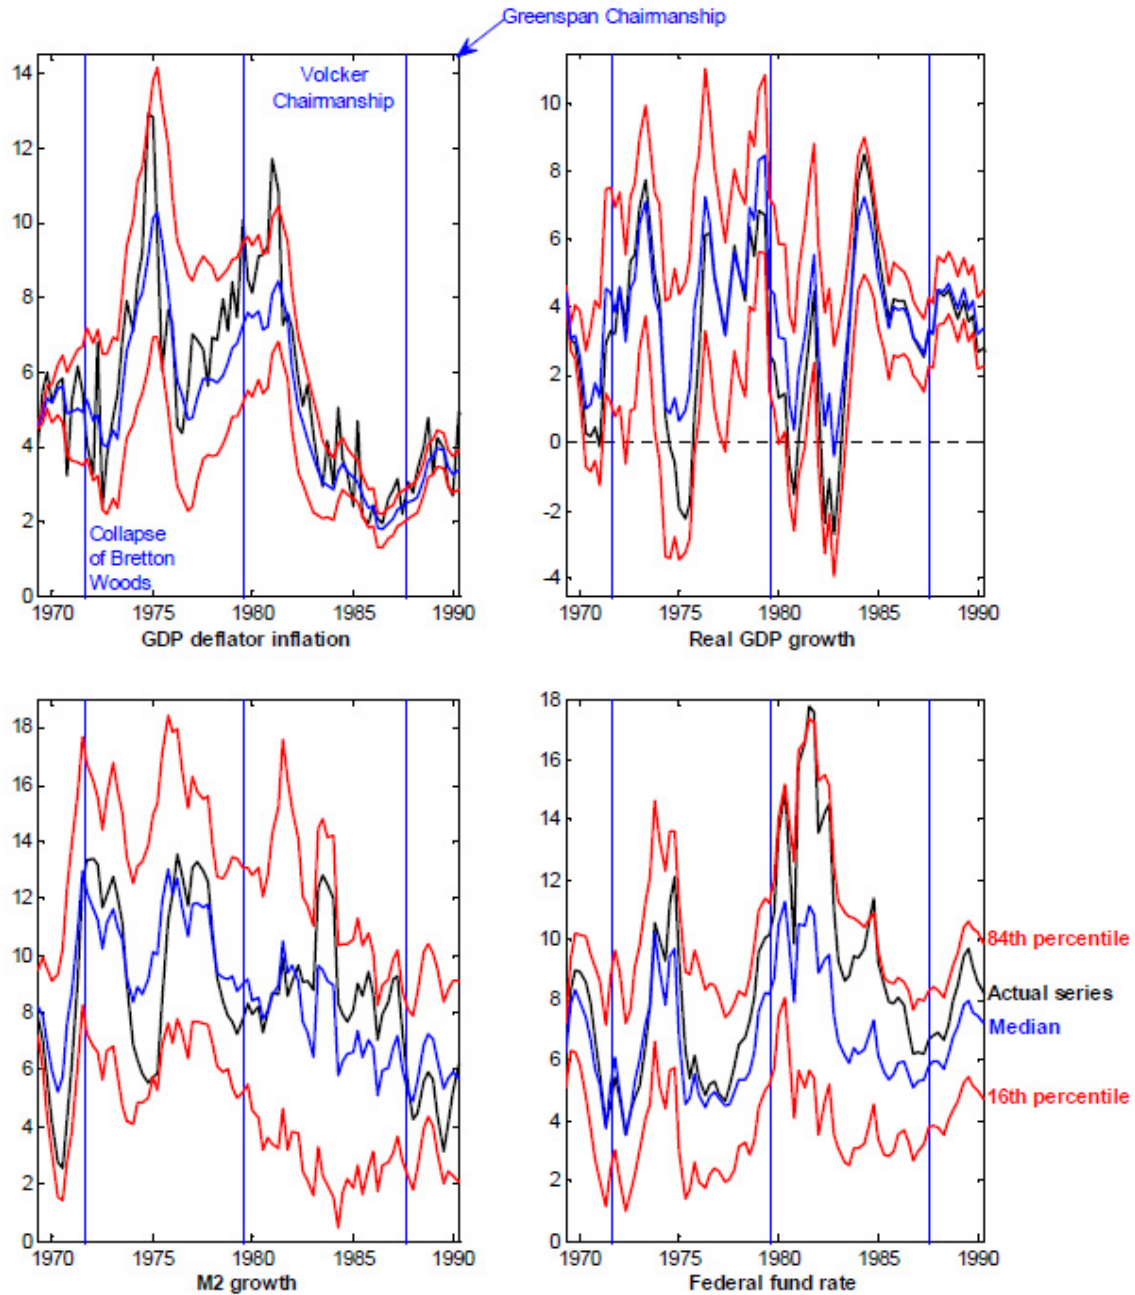 Greenspan Chairmanship
14
12
10
8
6
4
2
0
Volcker
Chairmanship
Collapse
of Bretton
Woods
1970 1975 1980 1985 1990
GDP deflator inflation
10
8
6
4
2
0
-2
-4
1970 1975 1980 1985 1990
Real GDP growth
18
16
14
12
10
8
6
4
2
0
1970 1975 1980 1985 1990
M2 growth
18
16
14
12
10
8
6
4
2
0
84th percentile
Actual series
Median
16th percentile
1970 1975 1980 1985 1990
Federal fund rate